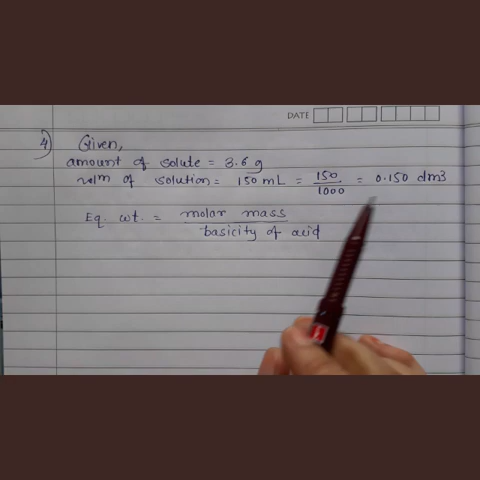 DATE
4) Given,
amount of solute = 3.6 g
volm of solution = 150 mL = 150/1000 = 0.150 dm3
Eq. wt. = molar mass / basicity of acid